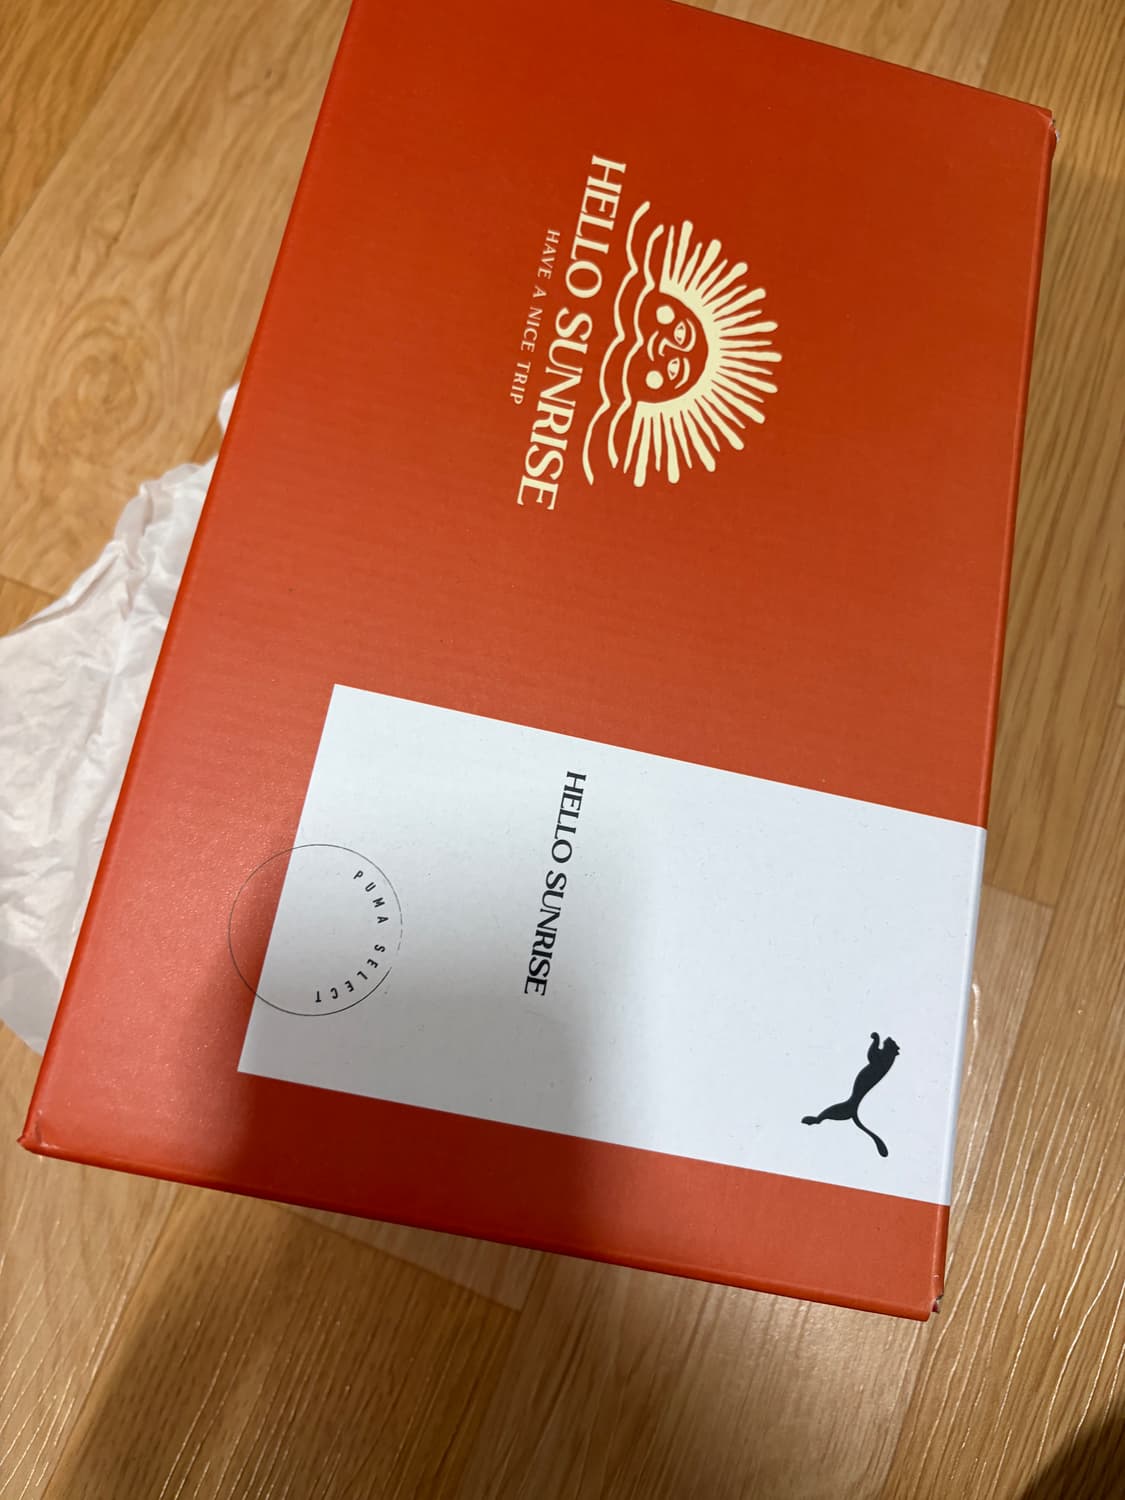 HELLO SUNRISE
HAVE A NICE TRIP
HELLO SUNRISE
PUMA SELECT